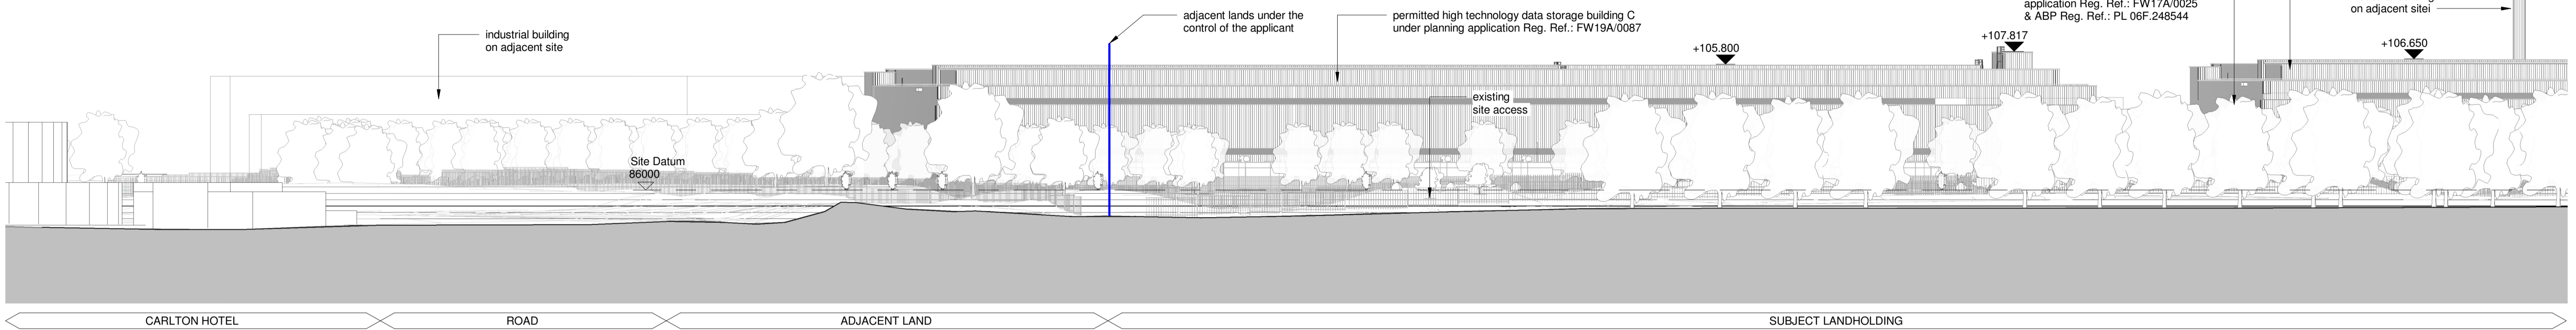 industrial building
on adjacent site
adjacent lands under the
control of the applicant
permitted high technology data storage building C
under planning application Reg. Ref.: FW19A/0087
existing
site access
+105.800
+107.817
application Reg. Ref.: FW17A/0025
& ABP Reg. Ref.: PL 06F.248544
on adjacent sitei
+106.650
Site Datum
86000
CARLTON HOTEL
ROAD
ADJACENT LAND
SUBJECT LANDHOLDING